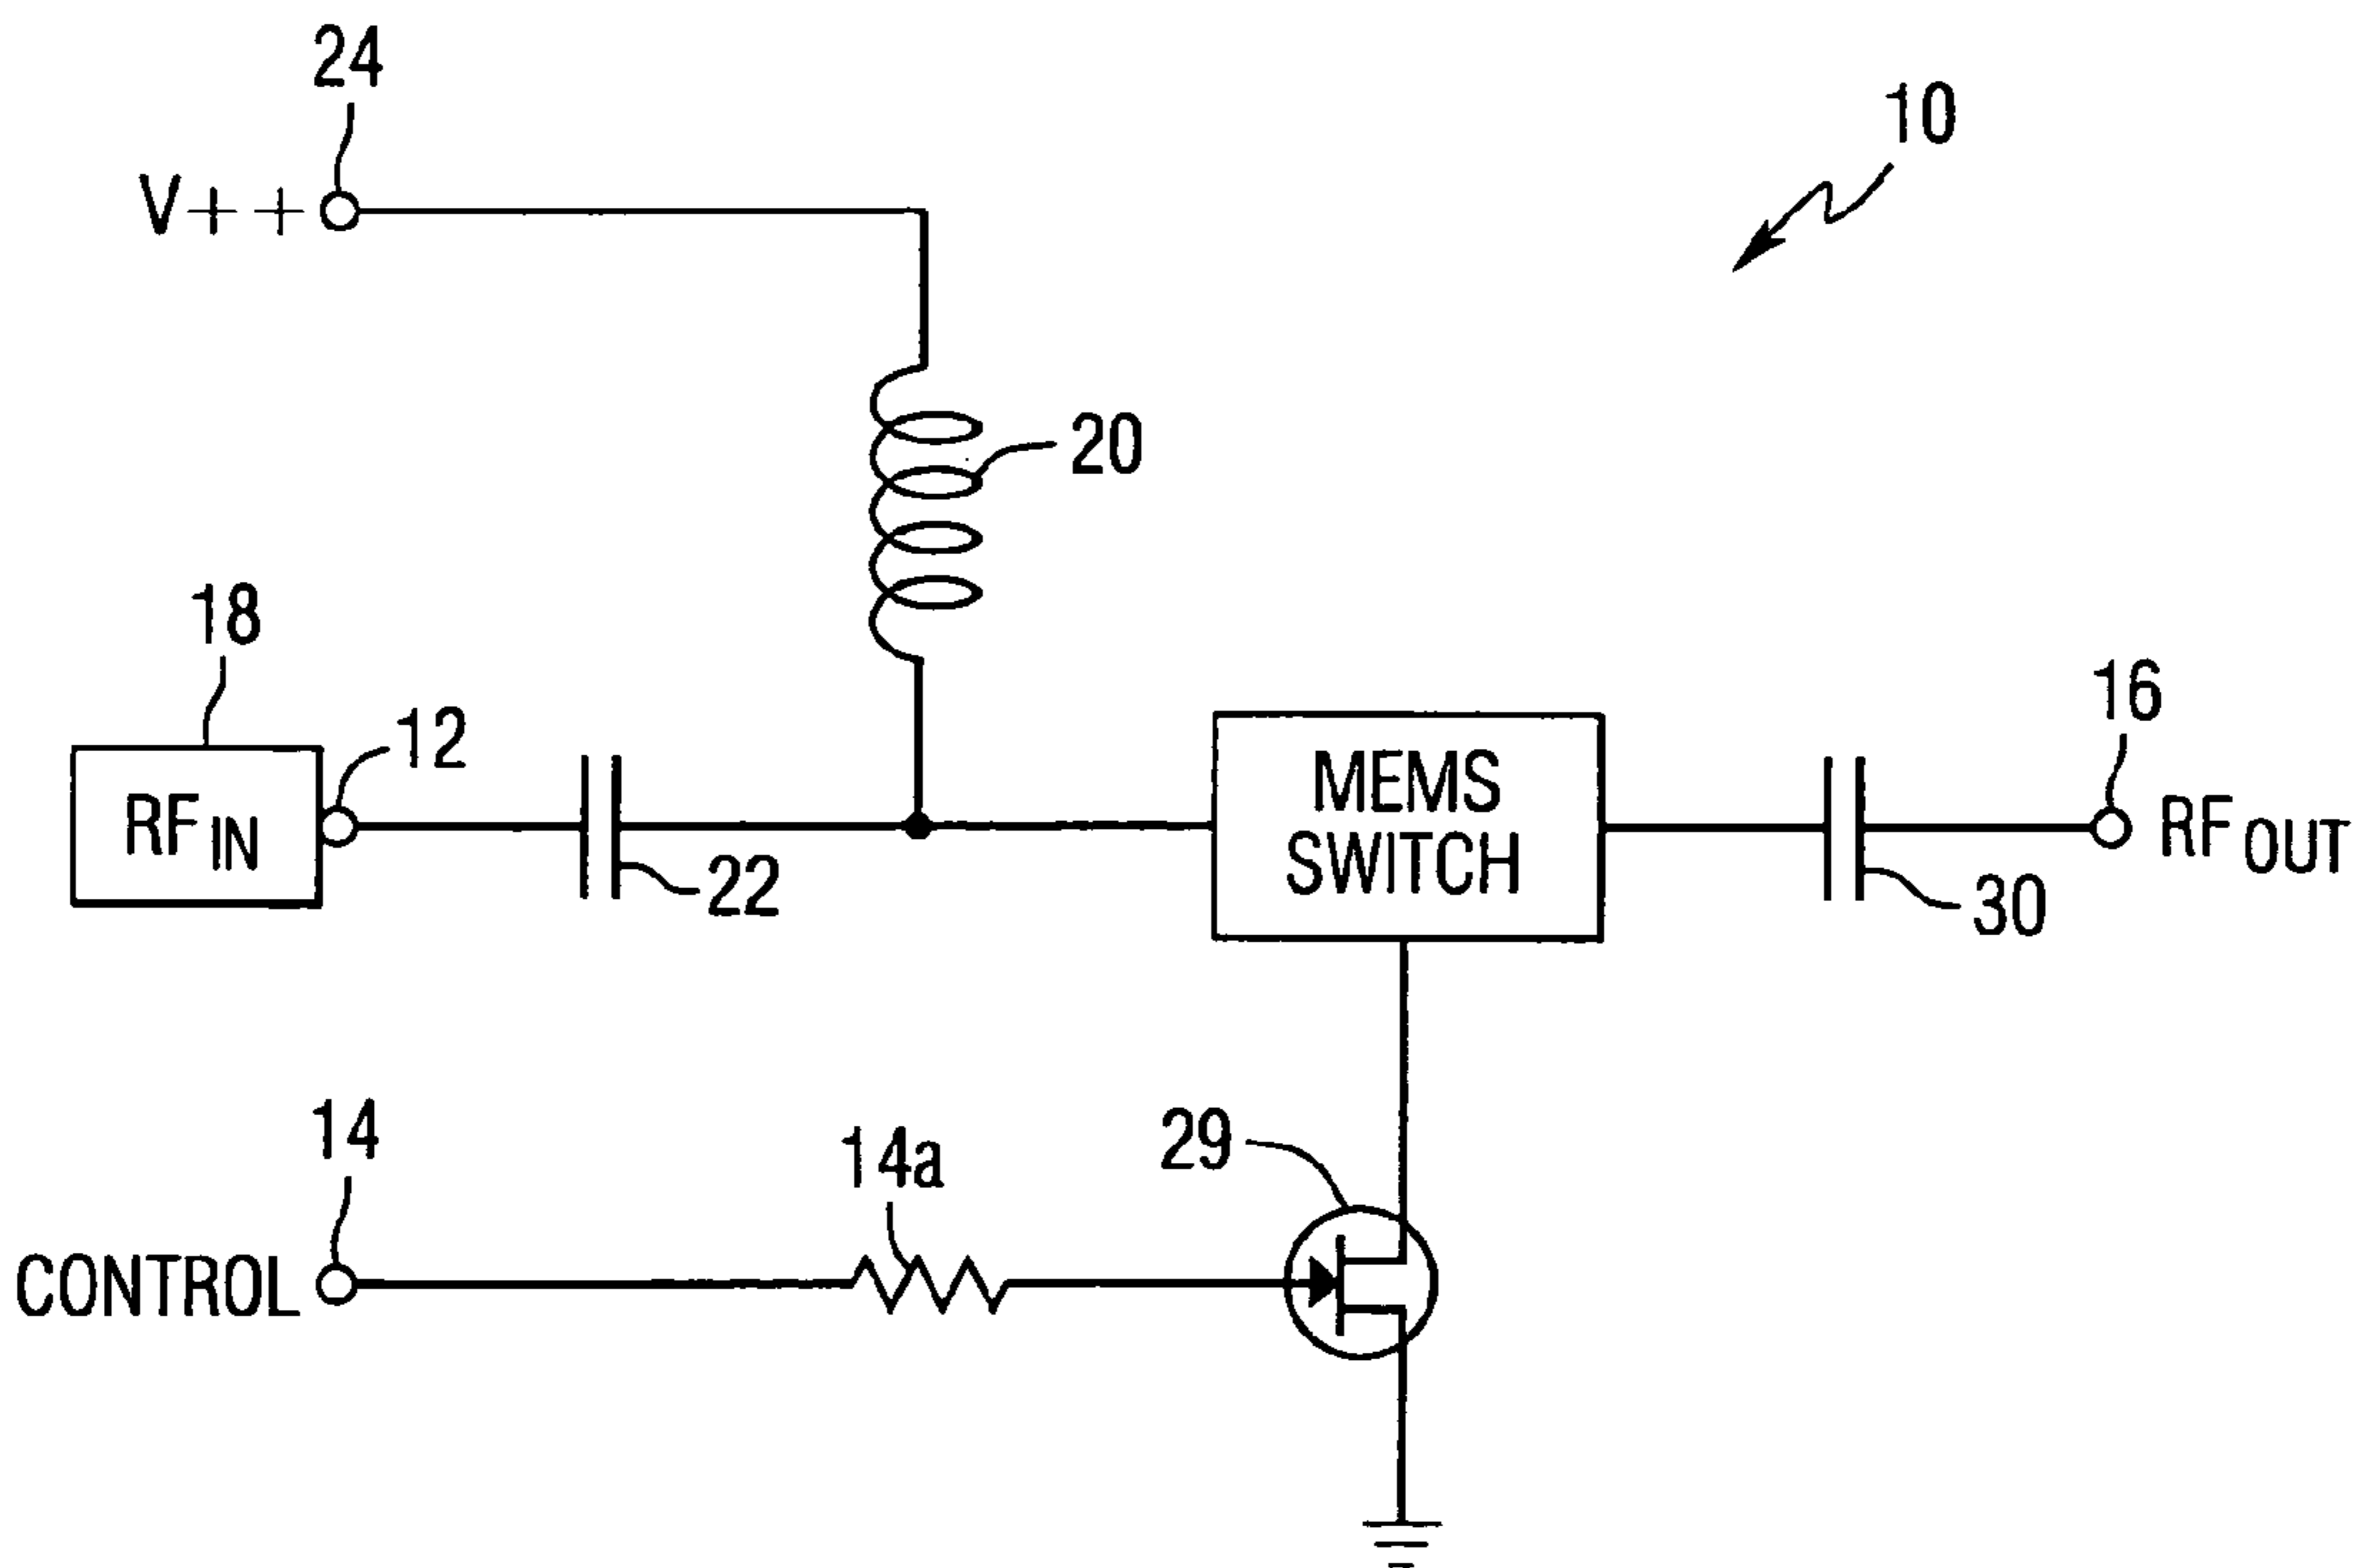 24
10
V++
20
18
12
16
RF IN
MEMS
SWITCH
RF OUT
22
30
14
14a
29
CONTROL